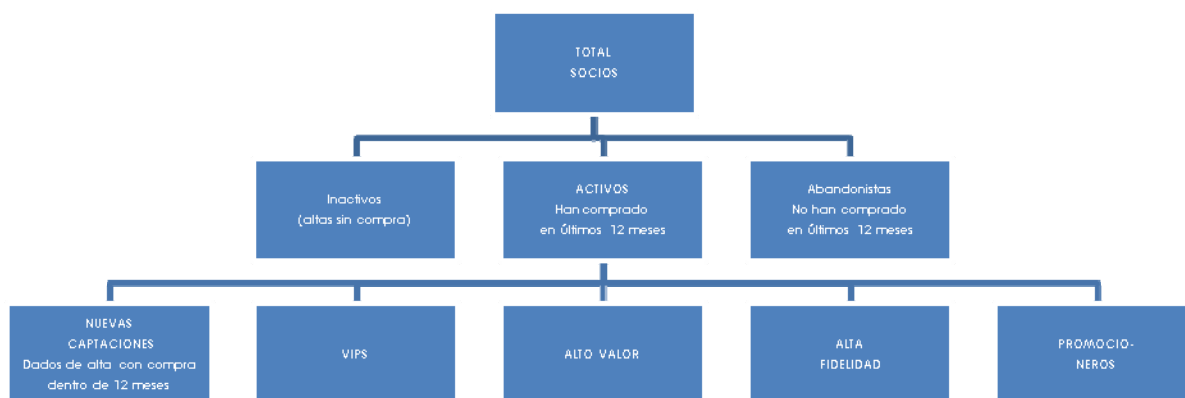 TOTAL
SOCIOS
Inactivos
(altas sin compra)
ACTIVOS
Han comprado
en últimos 12 meses
Abandonistas
No han comprado
en últimos 12 meses
NUEVAS
CAPTACIONES
Dados de alta con compra
dentro de 12 meses
VIPS
ALTO VALOR
ALTA
FIDELIDAD
PROMOCIO-
NEROS